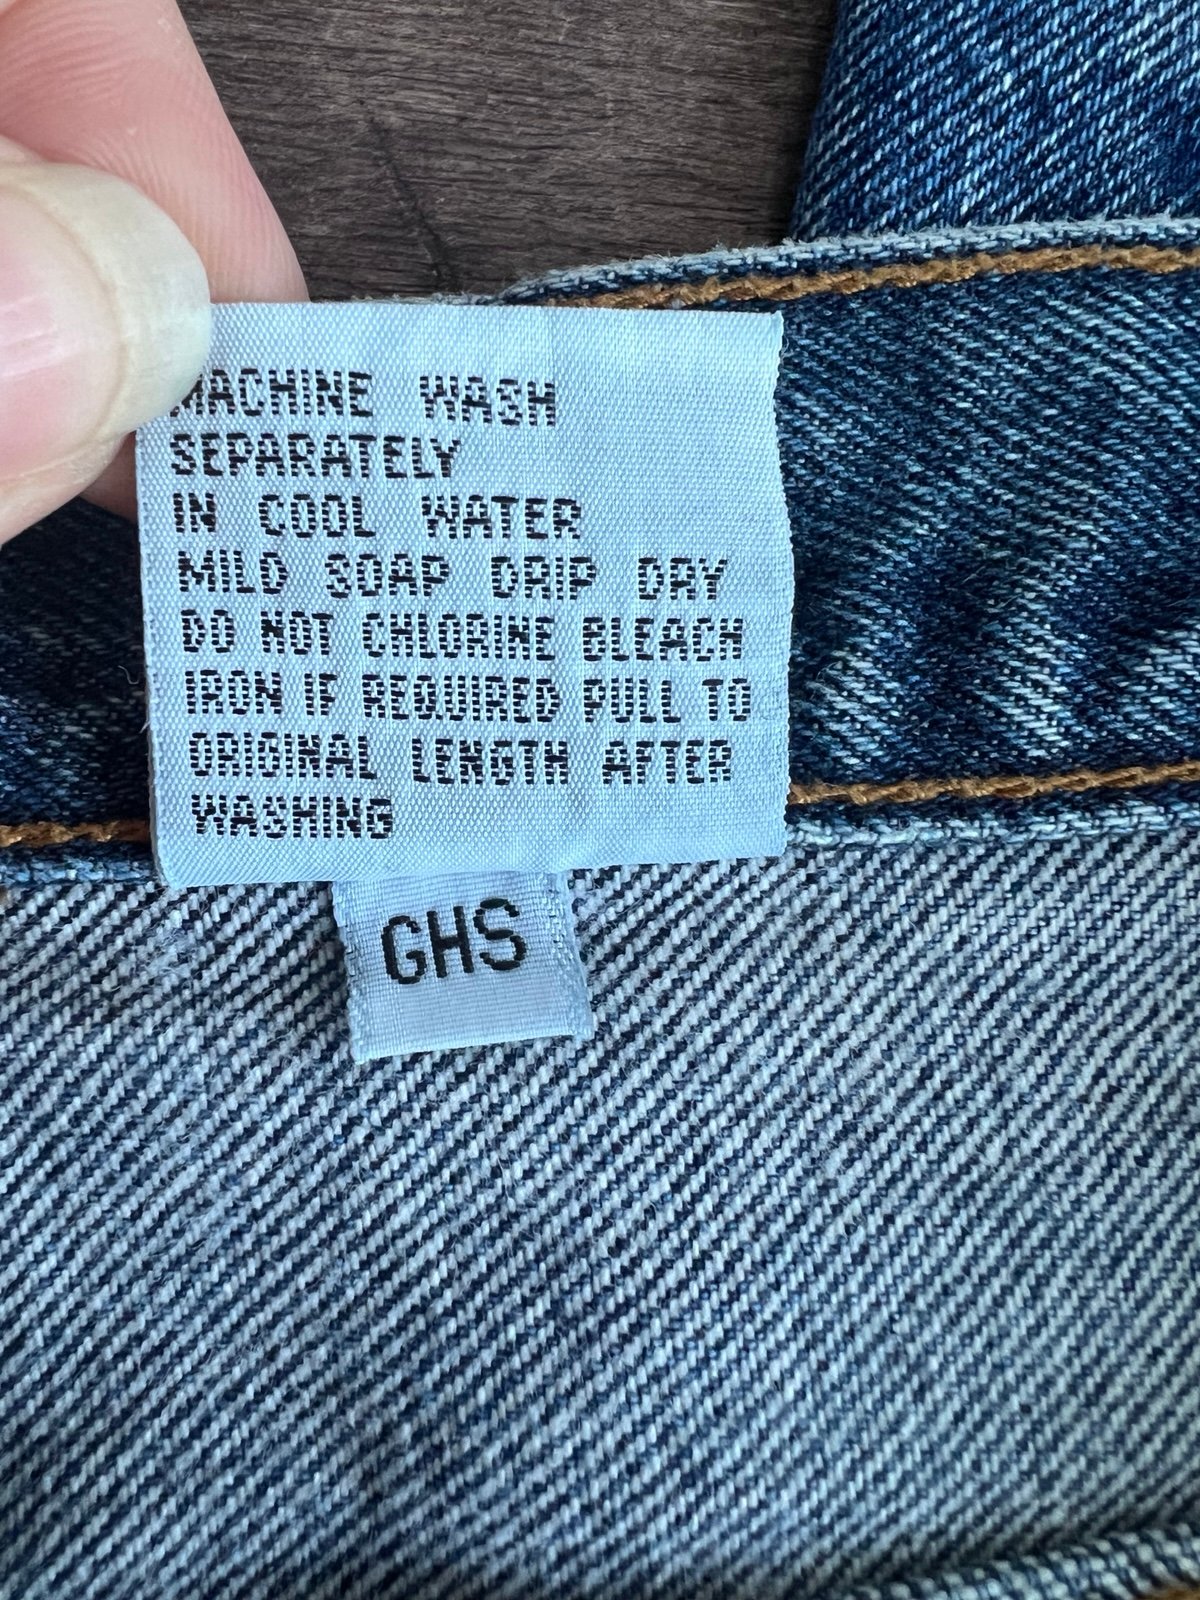 MACHINE WASH
SEPARATELY
IN COOL WATER
MILD SOAP DRIP DRY
DO NOT CHLORINE BLEACH
IRON IF REQUIRED PULL TO
ORIGINAL LENGTH AFTER
WASHING
GHS